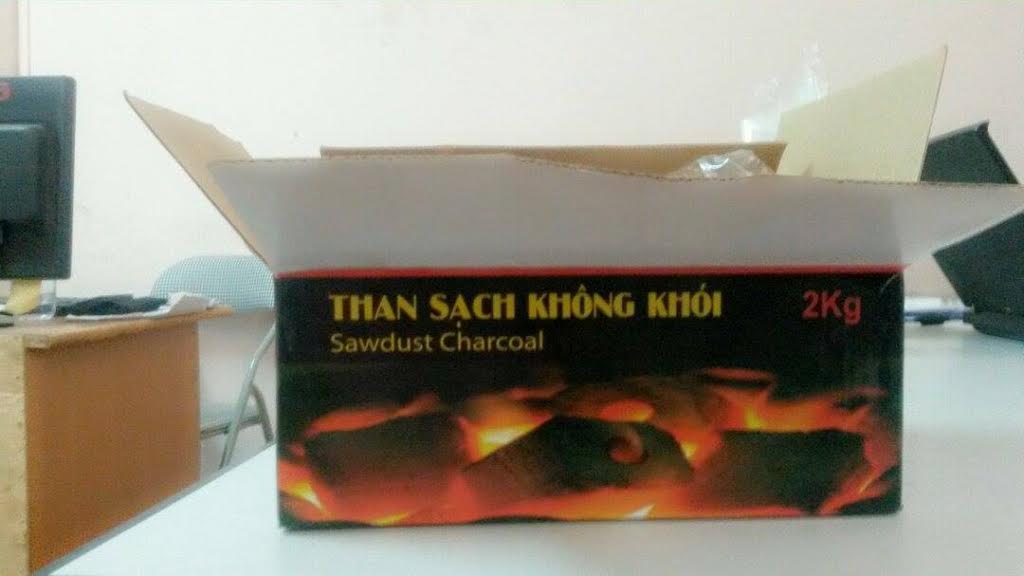 THAN SẠCH KHÔNG KHÓI
2Kg
Sawdust Charcoal